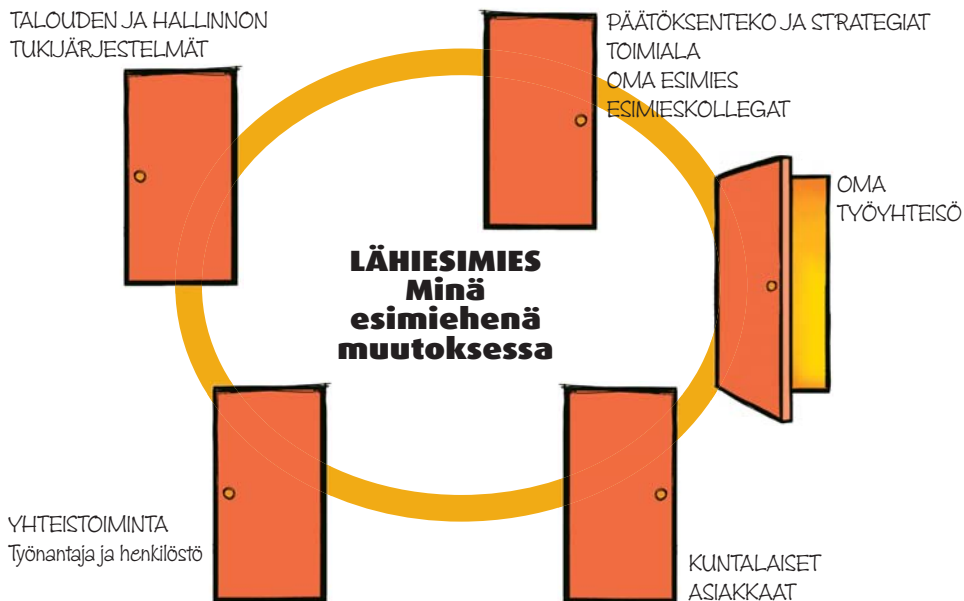 TALOUDEN JA HALLINNON
TUKIJÄRJESTELMÄT
PÄÄTÖKSENTEKO JA STRATEGIAT
TOIMIALA
OMA ESIMIES
ESIMIESKOLLEGAT
OMA
TYÖYHTEISÖ
LÄHIESIMIES
Minä
esimiehenä
muutoksessa
YHTEISTOIMINTA
Työnantaja ja henkilöstö
KUNTALAISET
ASIAKKAAT